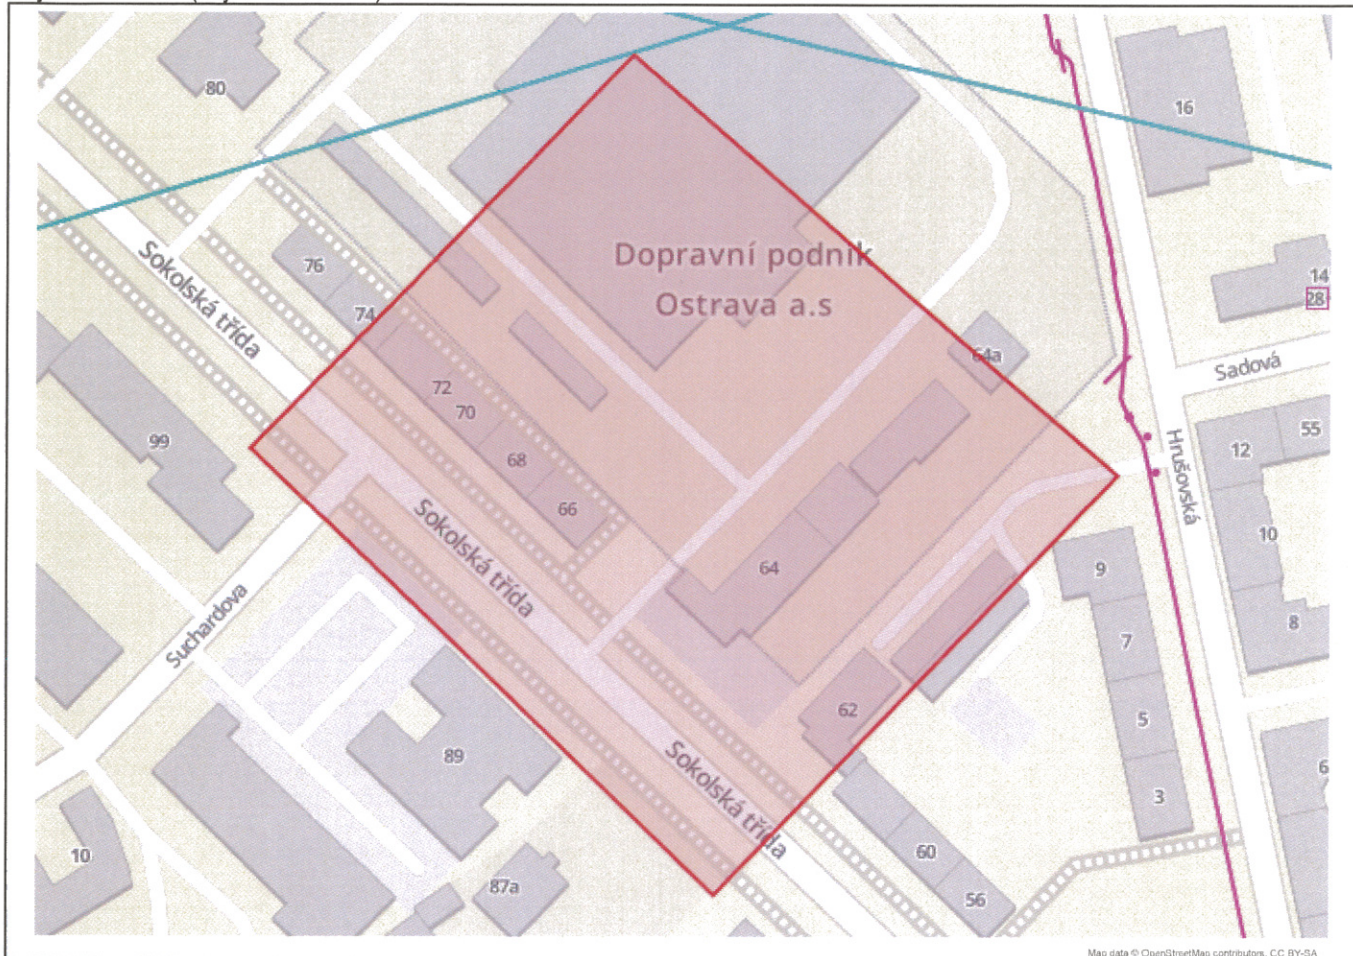 80
16
Sokolská třída
76
74
Dopravní podnik
Ostrava a.s
14
28
64a
Sadová
72
70
99
68
66
Sokolská třída
Hrušovská
12
55
10
64
9
8
Suchardova
7
62
5
89
Sokolská třída
6
3
10
87a
60
56
Map data © OpenStreetMap contributors, CC BY-SA